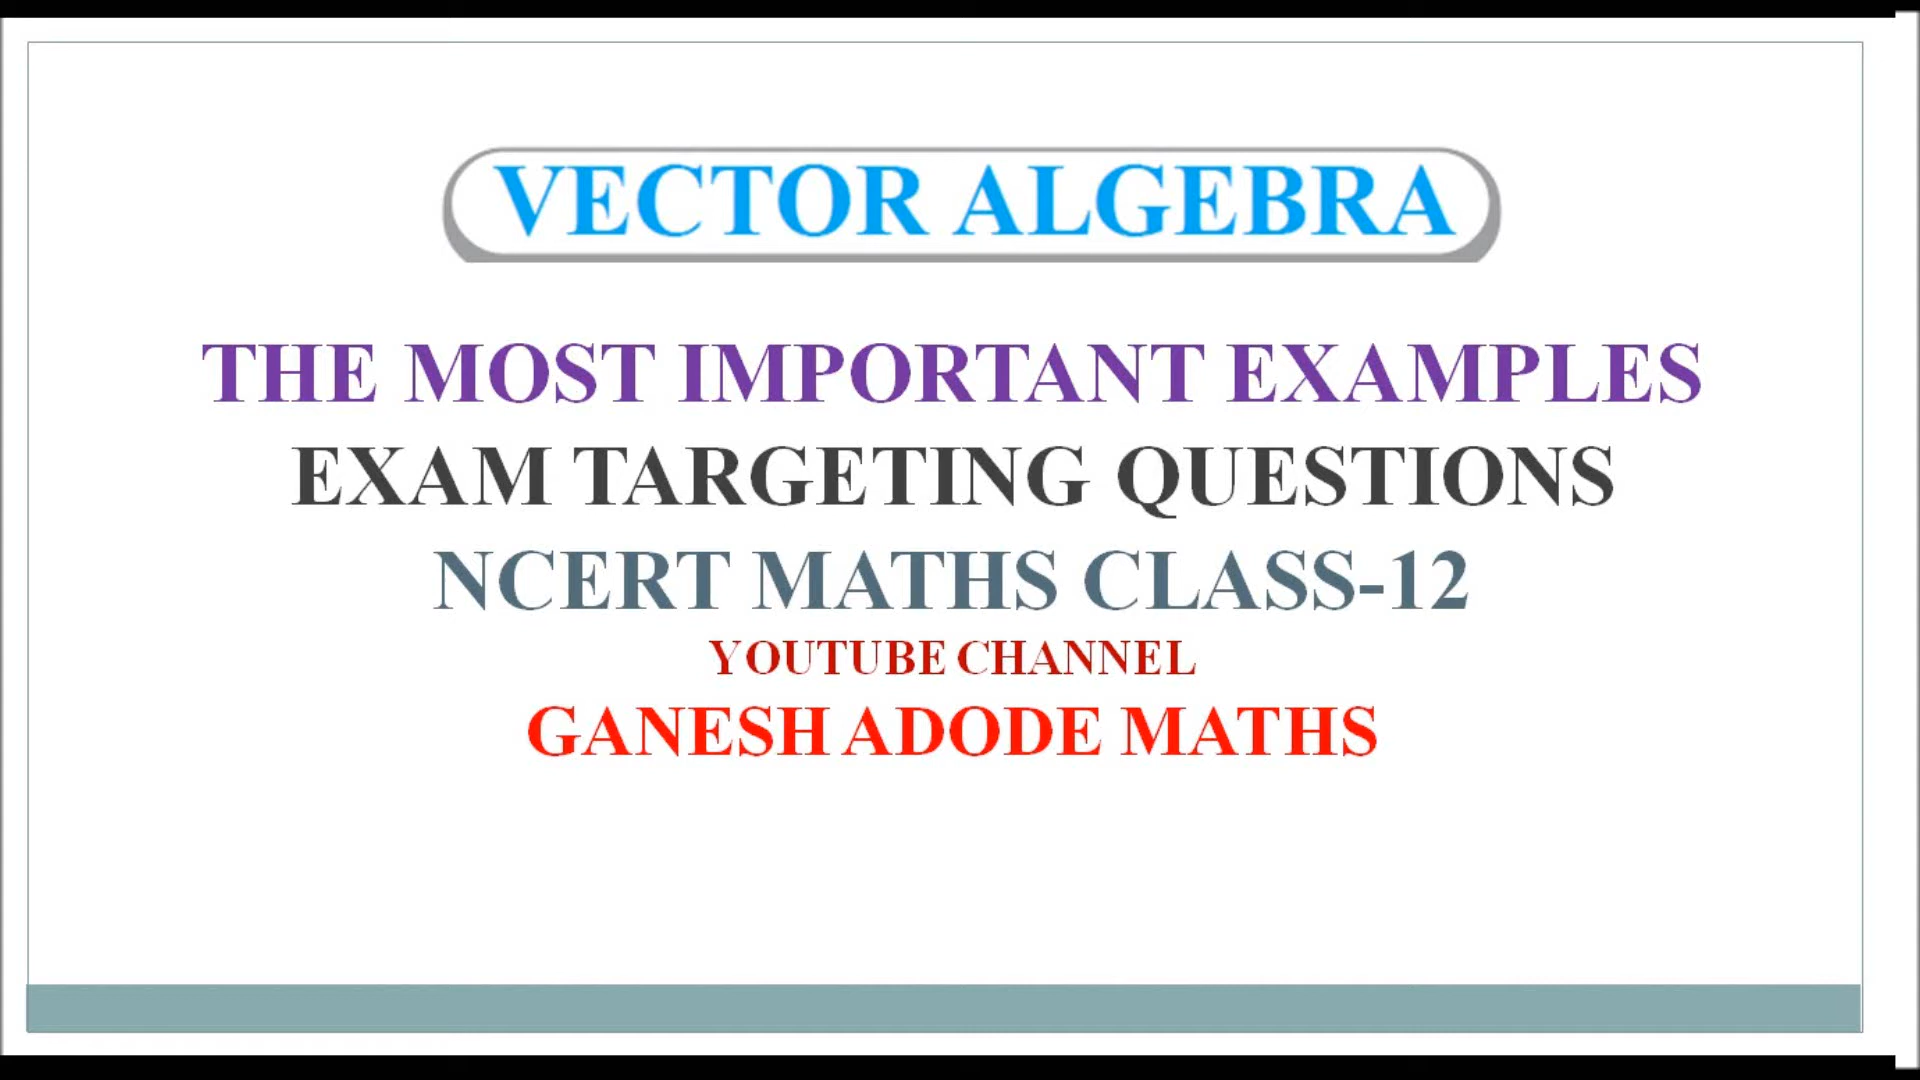 VECTOR ALGEBRA
THE MOST IMPORTANT EXAMPLES
EXAM TARGETING QUESTIONS
NCERT MATHS CLASS-12
YOUTUBE CHANNEL
GANESH ADODE MATHS